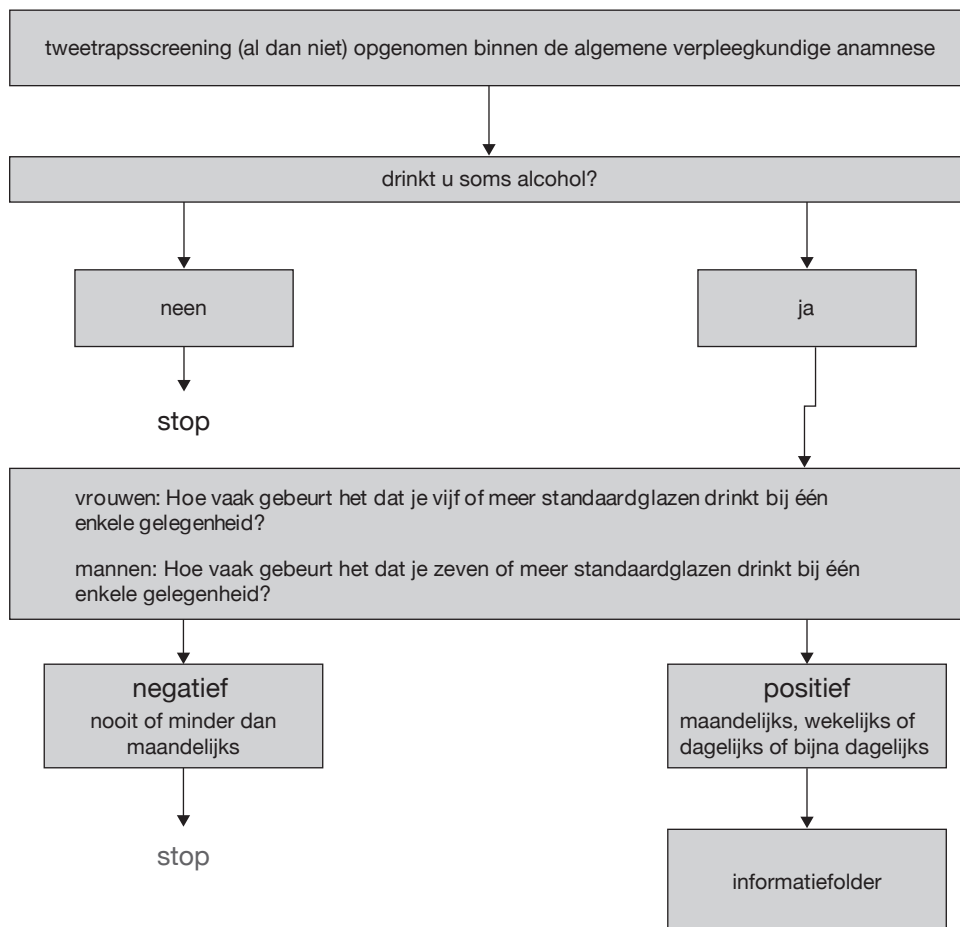 tweetrapsscreening (al dan niet) opgenomen binnen de algemene verpleegkundige anamnese
drinkt u soms alcohol?
neen
ja
stop
vrouwen: Hoe vaak gebeurt het dat je vijf of meer standaardglazen drinkt bij één
enkele gelegenheid?
mannen: Hoe vaak gebeurt het dat je zeven of meer standaardglazen drinkt bij één
enkele gelegenheid?
negatief
nooit of minder dan
maandelijks
positief
maandelijks, wekelijks of
dagelijks of bijna dagelijks
stop
informatiefolder